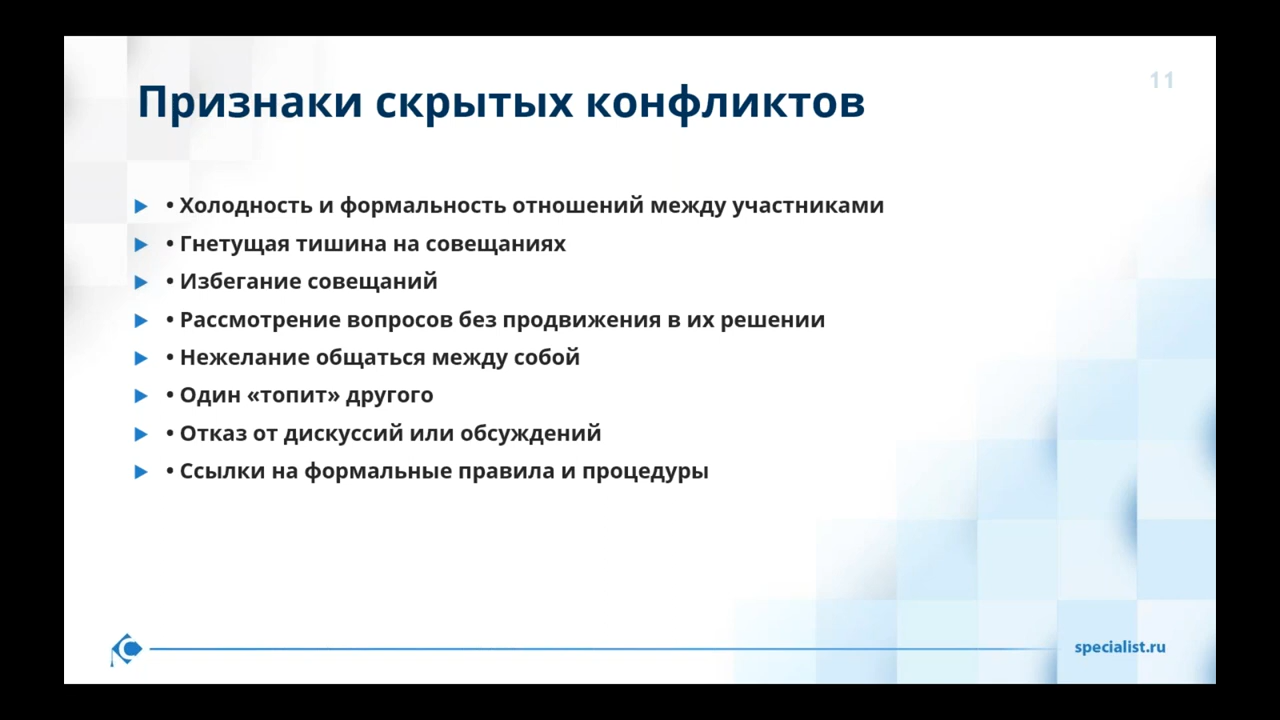 11
Признаки скрытых конфликтов
• Холодность и формальность отношений между участниками
• Гнетущая тишина на совещаниях
• Избегание совещаний
• Рассмотрение вопросов без продвижения в их решении
• Нежелание общаться между собой
• Один «топит» другого
• Отказ от дискуссий или обсуждений
• Ссылки на формальные правила и процедуры
specialist.ru